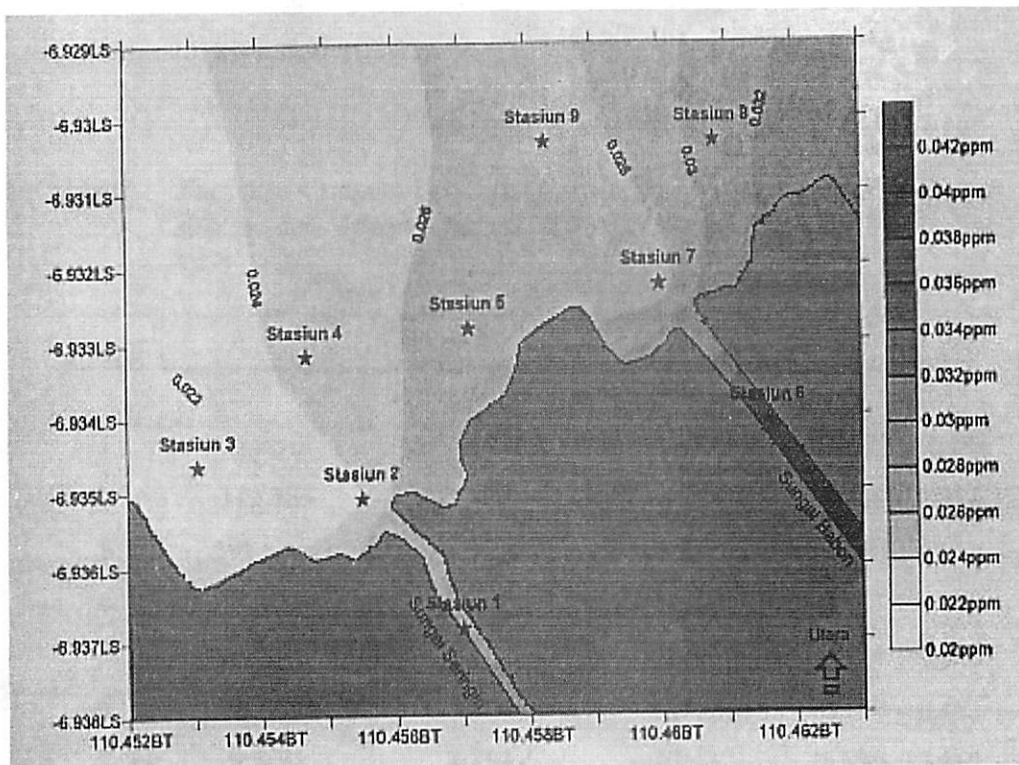 -6.929LS
-6.93LS
-6.931LS
-6.932LS
-6.933LS
-6.934LS
-6.935LS
-6.936LS
-6.937LS
-6.938LS
110.452BT
110.454BT
110.456BT
110.458BT
110.46BT
110.462BT
Stasiun 9
Stasiun 8
0.032
0.03
0.028
0.026
0.024
0.022
Stasiun 7
Stasiun 5
Stasiun 4
Stasiun 3
Stasiun 2
Stasiun 6
Stasiun 1
Sungai Babon
Sungai Seringin
Utara
0.042ppm
0.04ppm
0.038ppm
0.036ppm
0.034ppm
0.032ppm
0.03ppm
0.028ppm
0.026ppm
0.024ppm
0.022ppm
0.02ppm